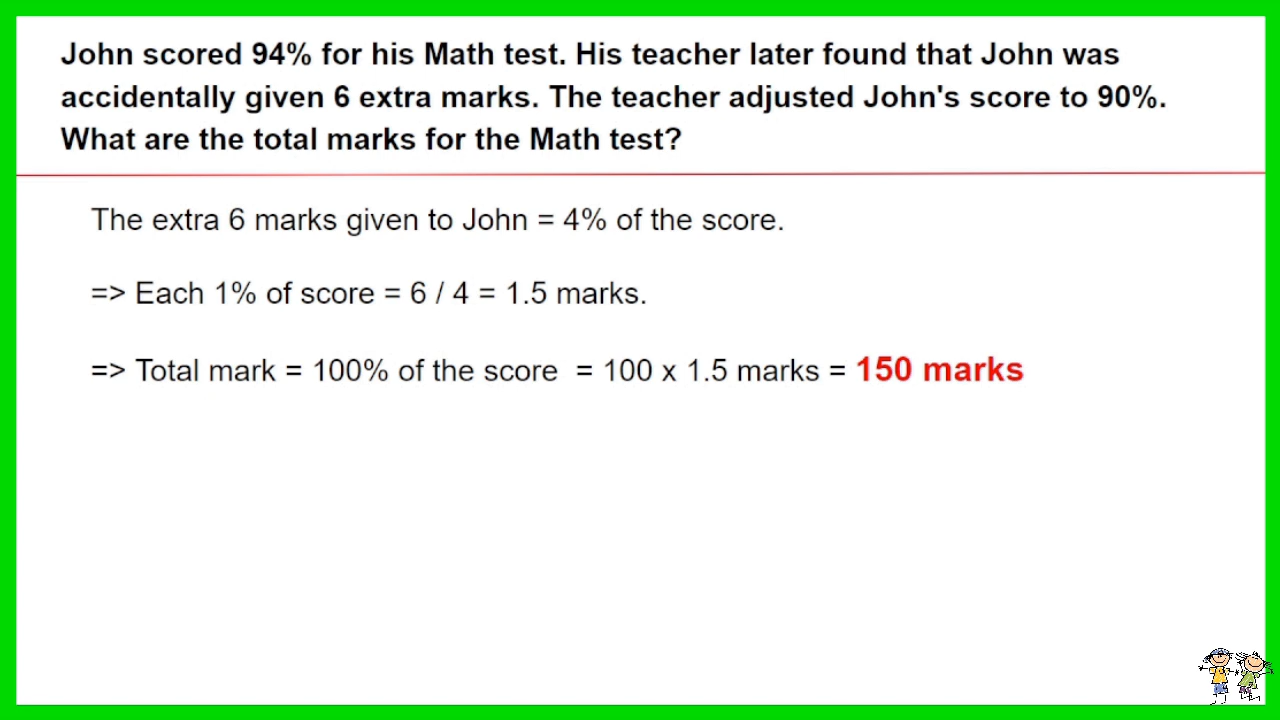 John scored 94% for his Math test. His teacher later found that John was
accidentally given 6 extra marks. The teacher adjusted John's score to 90%.
What are the total marks for the Math test?
The extra 6 marks given to John = 4% of the score.
=> Each 1% of score = 6 / 4 = 1.5 marks.
=> Total mark = 100% of the score = 100 x 1.5 marks = 150 marks